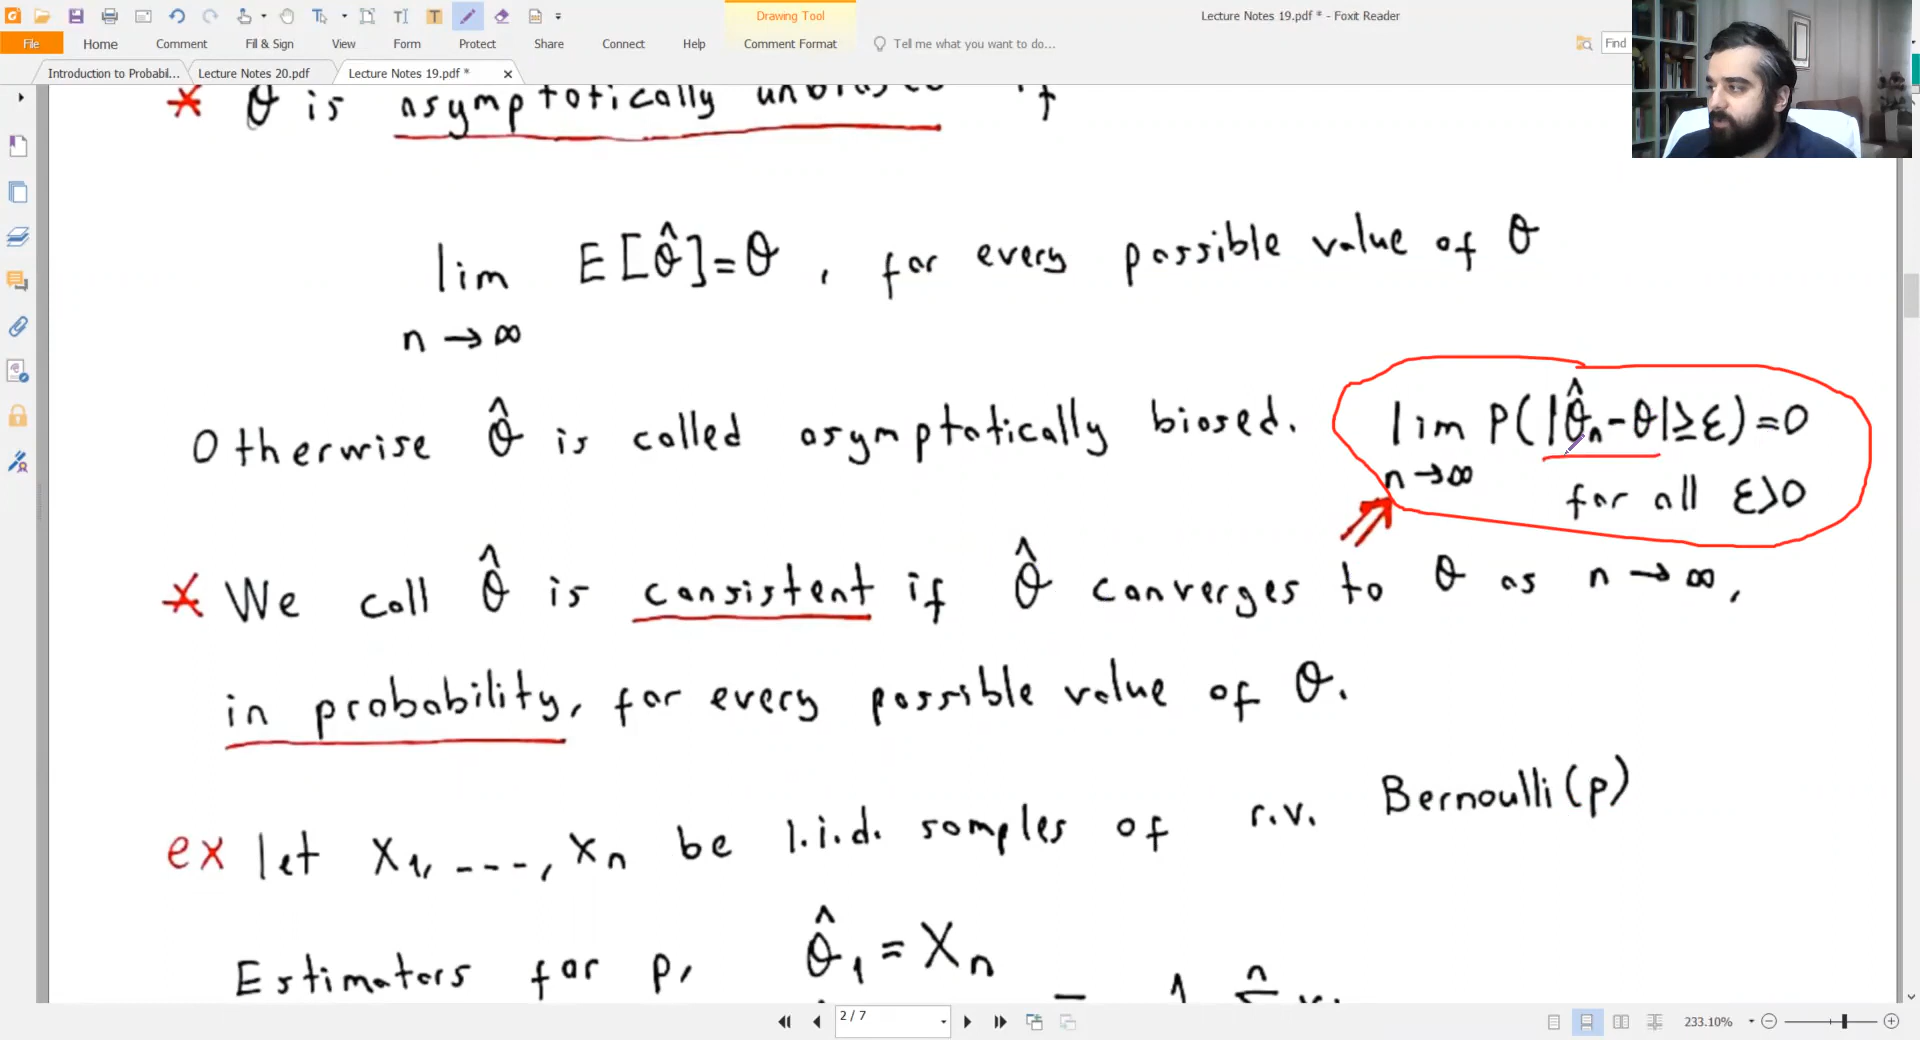 Lecture Notes 19.pdf * - Foxit Reader
Drawing Tool
File Home Comment Fill & Sign View Form Protect Share Connect Help Comment Format Tell me what you want to do... Find
Introduction to Probabil... Lecture Notes 20.pdf Lecture Notes 19.pdf *
* θ is asymptotically unbiased if
lim E[θ̂]=θ , for every possible value of θ
n → ∞
Otherwise θ̂ is called asymptotically biased.
lim P(|θ̂n-θ|≥ε)=0
n→∞ for all ε>0
* We call θ̂ is consistent if θ̂ converges to θ as n → ∞,
in probability, for every possible value of θ.
ex let X1, ---, Xn be i.i.d. samples of r.v. Bernoulli(p)
Estimators for p, θ̂1 = Xn
2 / 7
233.10%